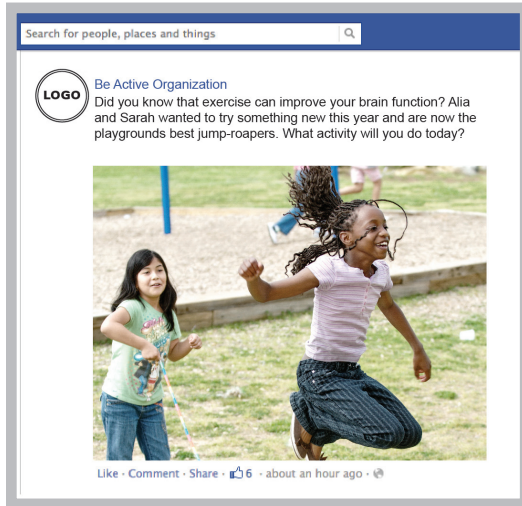 Search for people, places and things
LOGO
Be Active Organization
Did you know that exercise can improve your brain function? Alia
and Sarah wanted to try something new this year and are now the
playgrounds best jump-roapers. What activity will you do today?
Like · Comment · Share · 6 · about an hour ago ·